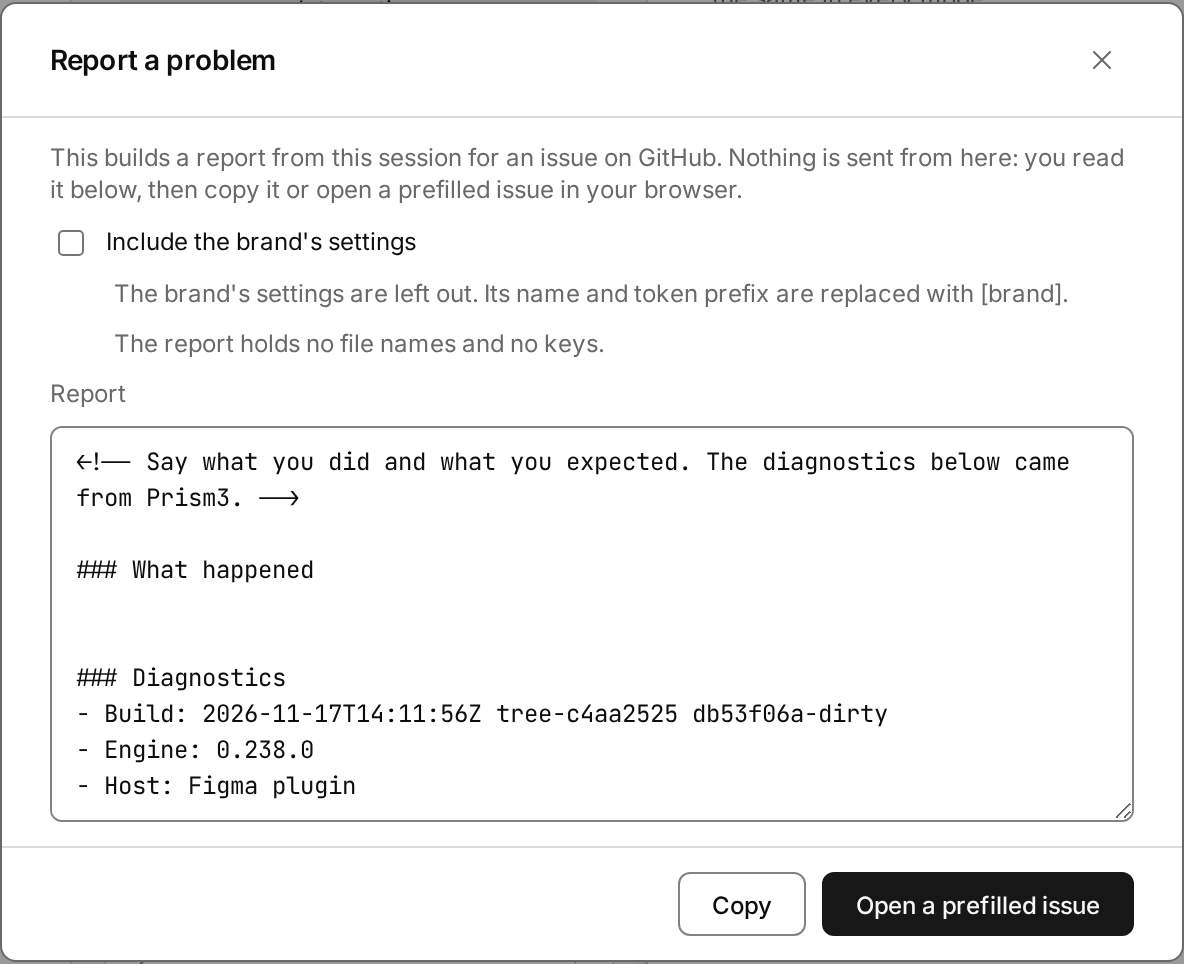 Report a problem
This builds a report from this session for an issue on GitHub. Nothing is sent from here: you read
it below, then copy it or open a prefilled issue in your browser.
Include the brand's settings
The brand's settings are left out. Its name and token prefix are replaced with [brand].
The report holds no file names and no keys.
Report
<!-- Say what you did and what you expected. The diagnostics below came
from Prism3. -->
### What happened
### Diagnostics
- Build: 2026-11-17T14:11:56Z tree-c4aa2525 db53f06a-dirty
- Engine: 0.238.0
- Host: Figma plugin
Copy
Open a prefilled issue